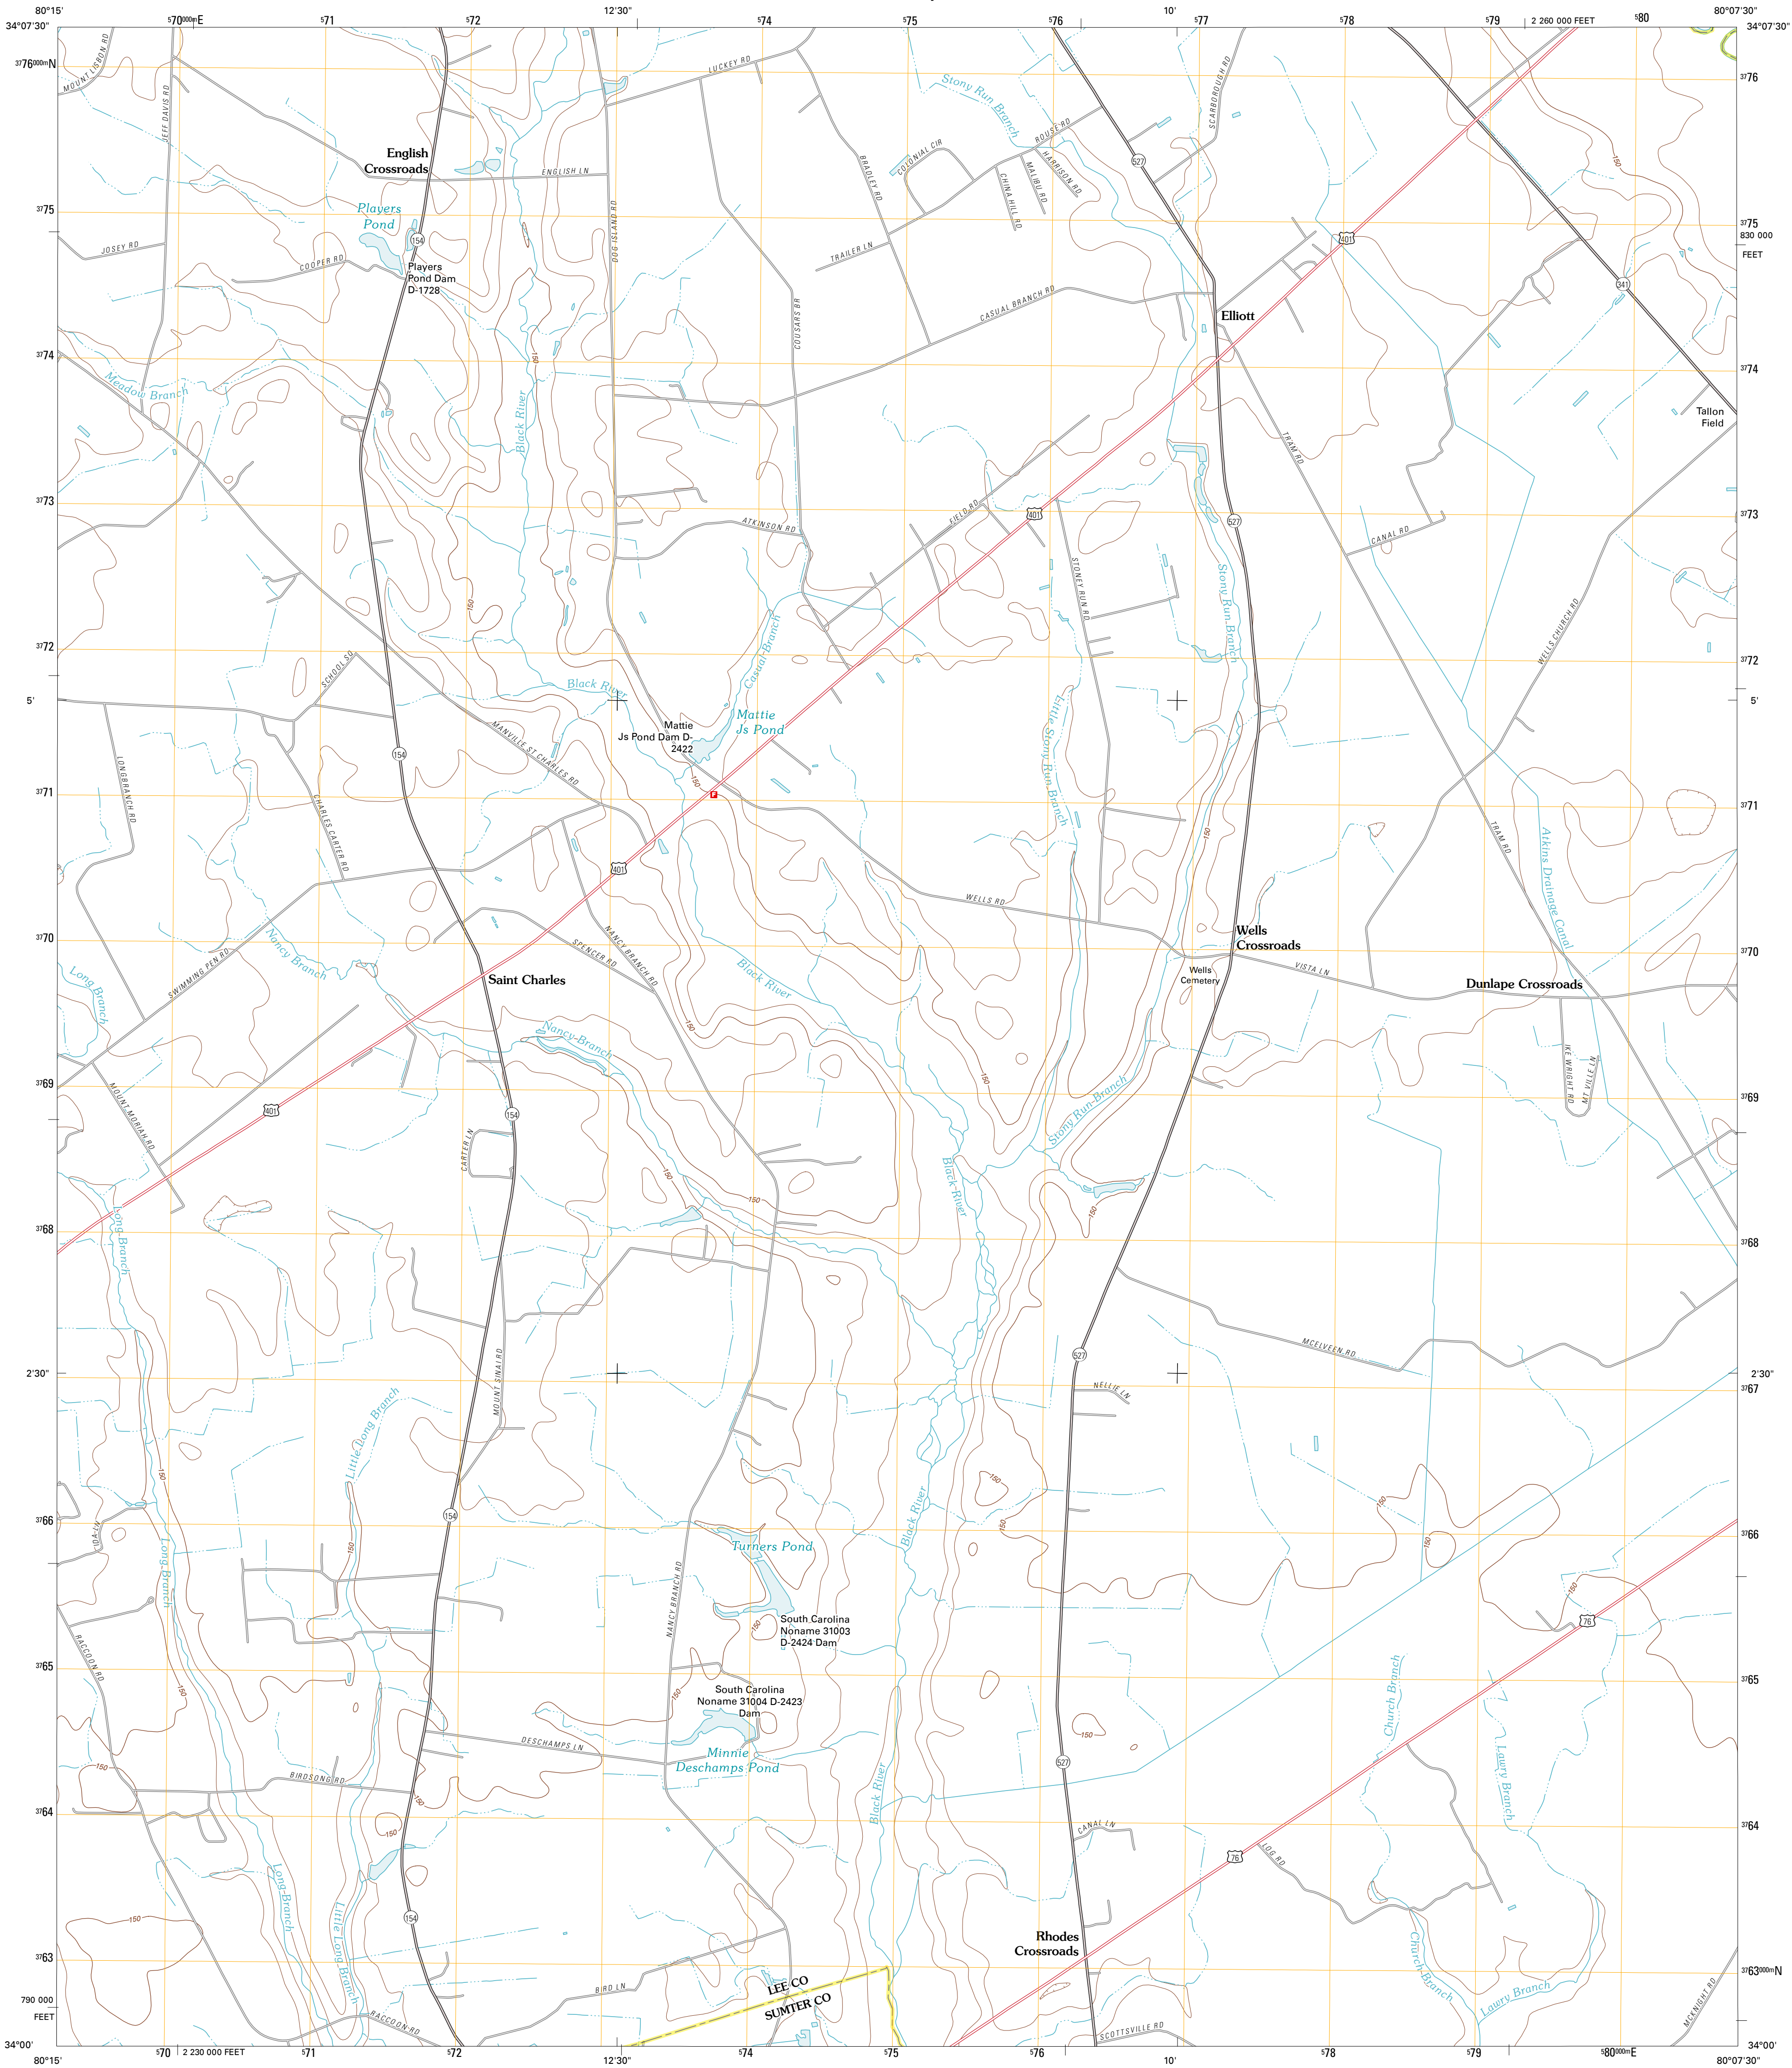 80°15'
⁵70⁰⁰⁰ᵐE
⁵71
⁵72
12'30"
⁵74
⁵75
⁵76
10'
⁵77
⁵78
⁵79
2 260 000 FEET
⁵80
80°07'30"
34°07'30"
34°07'30"
³⁷76⁰⁰⁰ᵐN
³⁷76
MOUNT LISBON RD
JEFF DAVIS RD
LUCKEY RD
Stony Run
Branch
SCARBOROUGH RD
ROUSE RD
COLONIAL CIR
HARRISON RD
MALIBU RD
CHINA HILL RD
BRADLEY RD
527
150
English
Crossroads
ENGLISH LN
³⁷75
³⁷75
830 000
FEET
Players
Pond
154
JOSEY RD
COOPER RD
Players
Pond Dam
D-1728
DOG ISLAND RD
TRAILER LN
401
341
CASUAL BRANCH RD
COUSARS BR
Elliott
³⁷74
³⁷74
150
Meadow Branch
Black River
Tallon
Field
TRAM RD
³⁷73
³⁷73
ATKINSON RD
FIELD RD
401
527
CANAL RD
STONEY RUN RD
Stony Run Branch
150
WELLS CHURCH RD
³⁷72
³⁷72
SCHOOL SQ
Casual Branch
Black River
5'
5'
Mattie
Js Pond
Mattie
Js Pond Dam D-
2422
MANVILLE ST CHARLES RD
Little Stony Run Branch
154
LONGBRANCH RD
CHARLES CARTER RD
150
F
³⁷71
³⁷71
150
TRAM RD
Atkins Drainage Canal
401
WELLS RD
³⁷70
³⁷70
Wells
Crossroads
NANCY BRANCH RD
SPENCER RD
Nancy Branch
SWIMMING PEN RD
Long Branch
Saint Charles
Black River
Wells
Cemetery
VISTA LN
Dunlape Crossroads
150
Nancy Branch
150
IKE WRIGHT RD
MT VILLE LN
³⁷69
³⁷69
MOUNT MORIAH RD
401
154
CARTER LN
Stony Run Branch
150
150
Black River
150
³⁷68
³⁷68
Long Branch
MCELVEEN RD
527
MOUNT SINAI RD
2'30"
2'30"
NELLIE LN
³⁷67
Little Long Branch
150
150
150
Black River
150
150
154
³⁷66
³⁷66
150
Turners Pond
Long Branch
150
76
NANCY BRANCH RD
150
South Carolina
Noname 31003
D-2424 Dam
RACCOON RD
³⁷65
³⁷65
150
150
South Carolina
Noname 31004 D-2423
Dam
Church Branch
150
DESCHAMPS LN
Minnie
Deschamps Pond
527
Lawry Branch
150
BIRDSONG RD
150
Black River
³⁷64
³⁷64
150
CANAL LN
76
LOG RD
Long Branch
Little Long Branch
154
150
Rhodes
Crossroads
³⁷63
³⁷63⁰⁰⁰ᵐN
Church Branch
Lawry Branch
BIRD LN
LEE CO
SUMTER CO
790 000
FEET
RACCOON RD
SCOTTSVILLE RD
MCKNIGHT RD
34°00'
34°00'
80°15'
⁵70
2 230 000 FEET
⁵71
⁵72
12'30"
⁵74
⁵75
⁵76
10'
⁵78
⁵79
⁵80⁰⁰⁰ᵐE
80°07'30"